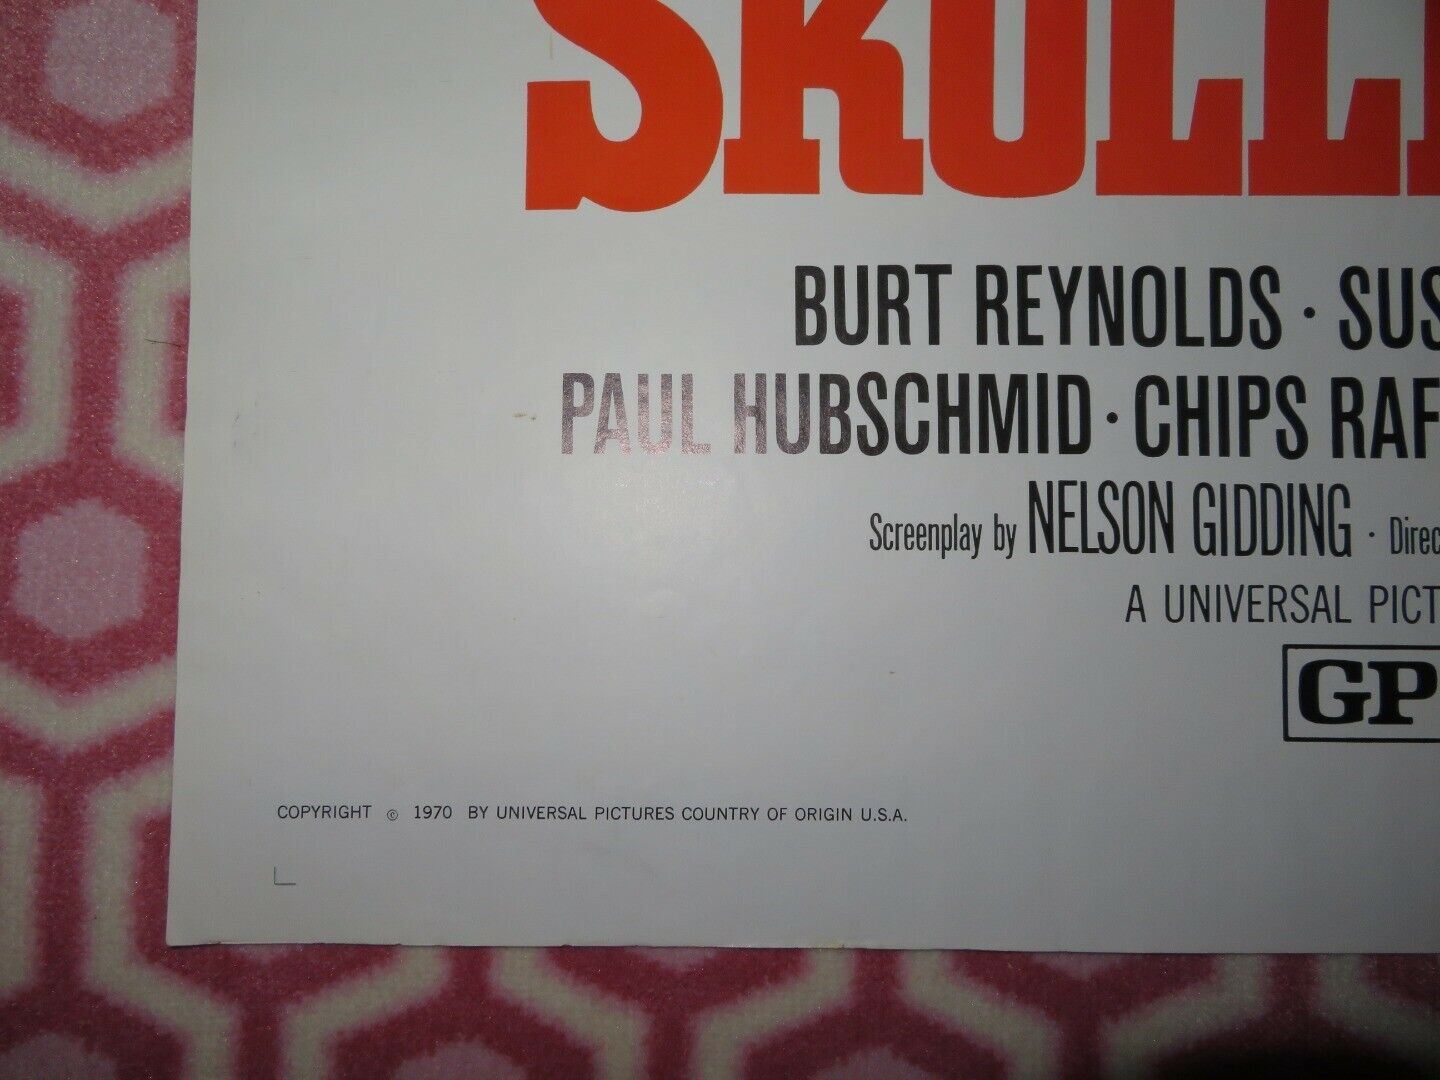 SKULL
BURT REYNOLDS · SUS
PAUL HUBSCHMID · CHIPS RAF
Screenplay by NELSON GIDDING · Direc
A UNIVERSAL PICT
GP
COPYRIGHT © 1970 BY UNIVERSAL PICTURES COUNTRY OF ORIGIN U.S.A.